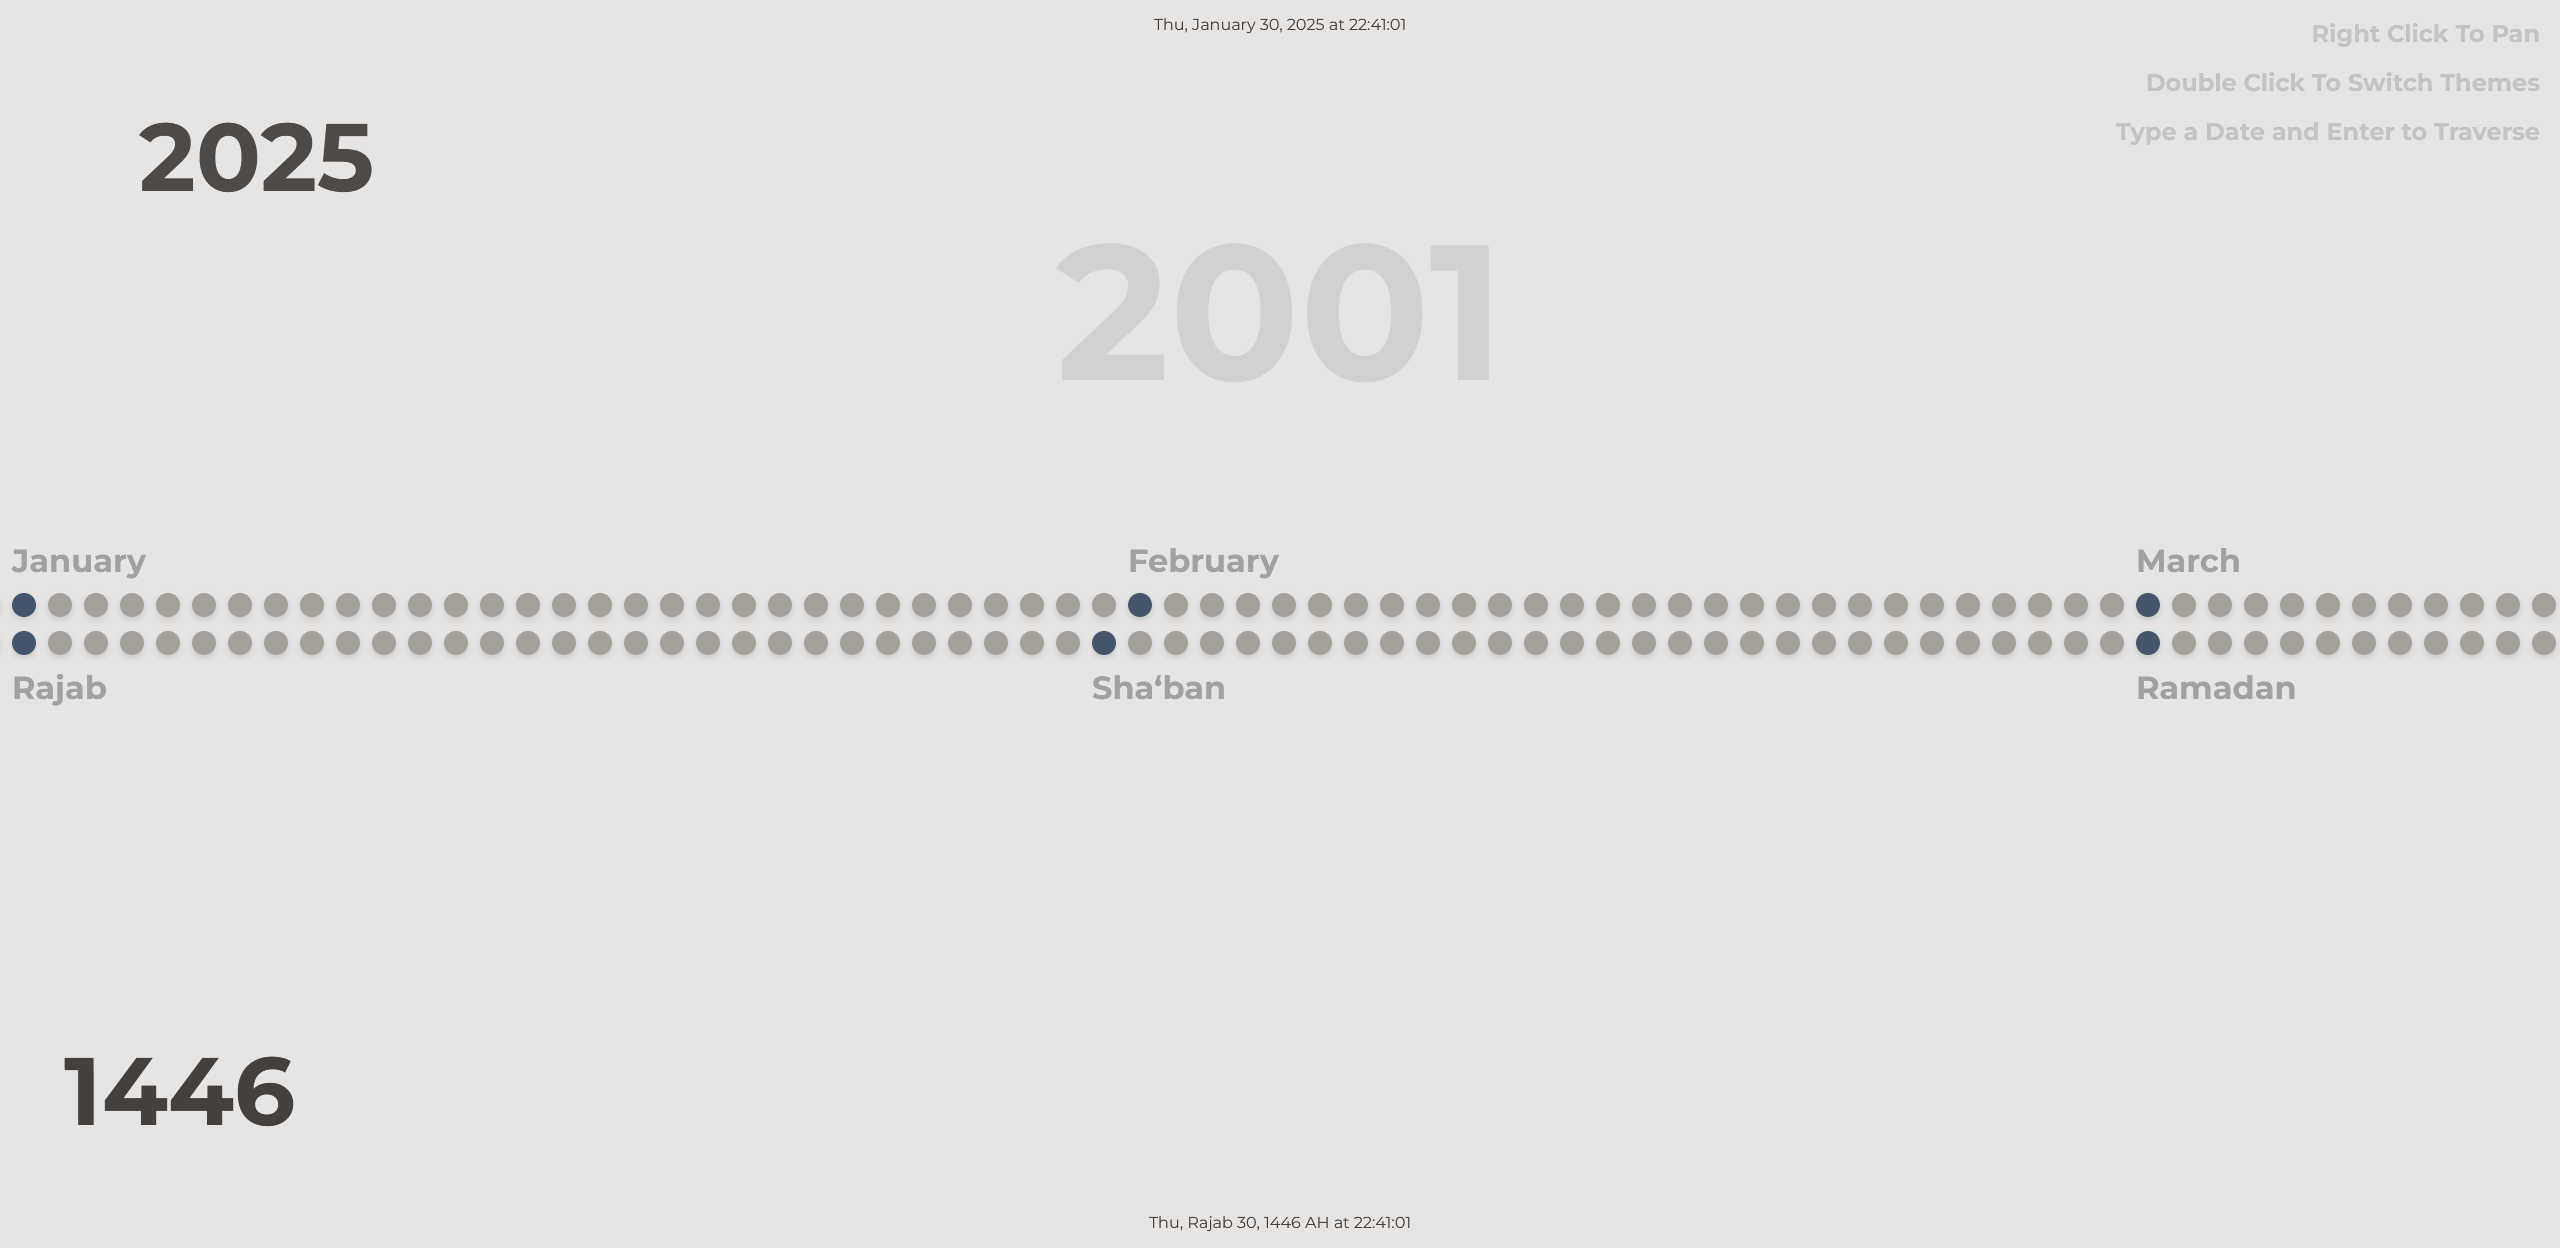 Thu, January 30, 2025 at 22:41:01
Right Click To Pan
Double Click To Switch Themes
Type a Date and Enter to Traverse
2025
2001
January February March
Rajab Sha‘ban Ramadan
1446
Thu, Rajab 30, 1446 AH at 22:41:01